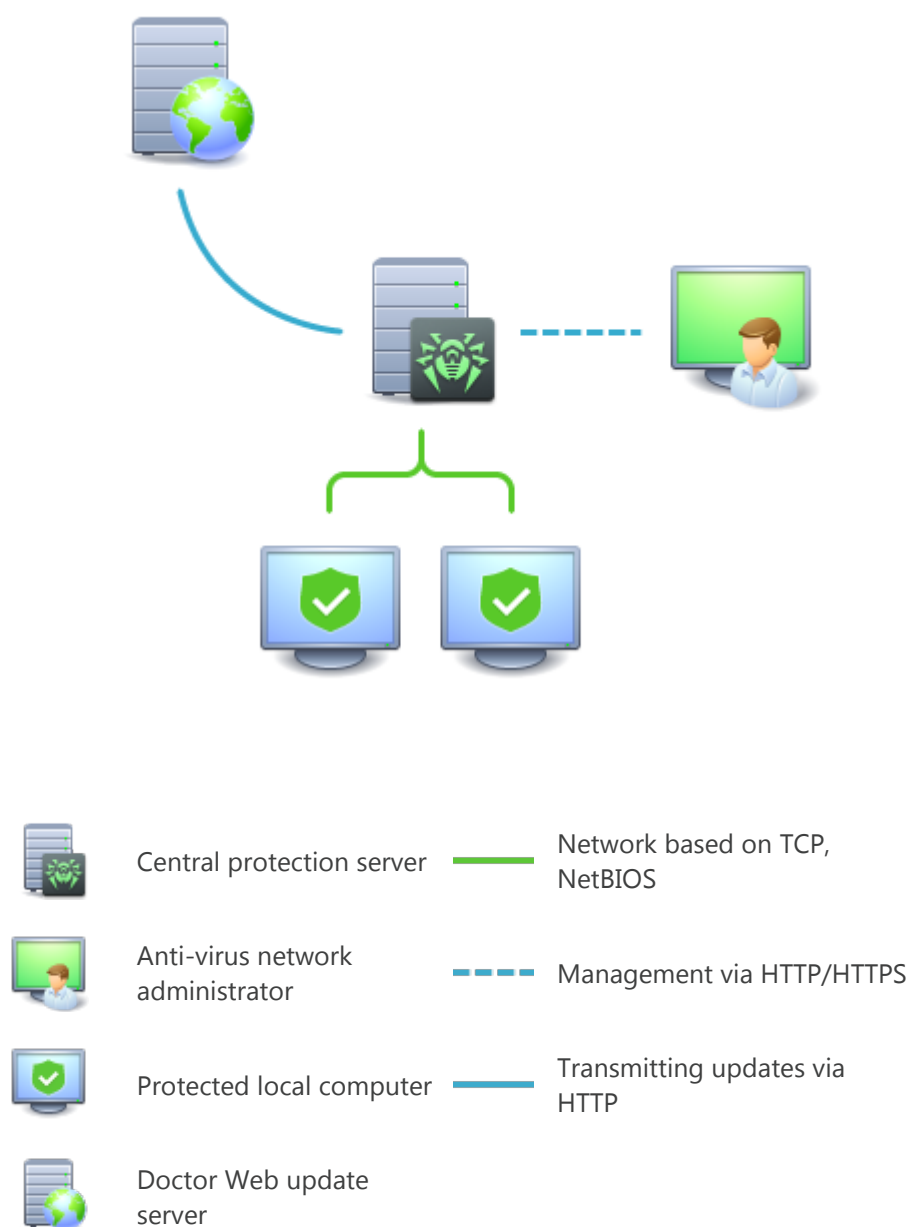 Central protection server
Network based on TCP,
NetBIOS
Anti-virus network
administrator
Management via HTTP/HTTPS
Protected local computer
Transmitting updates via
HTTP
Doctor Web update
server